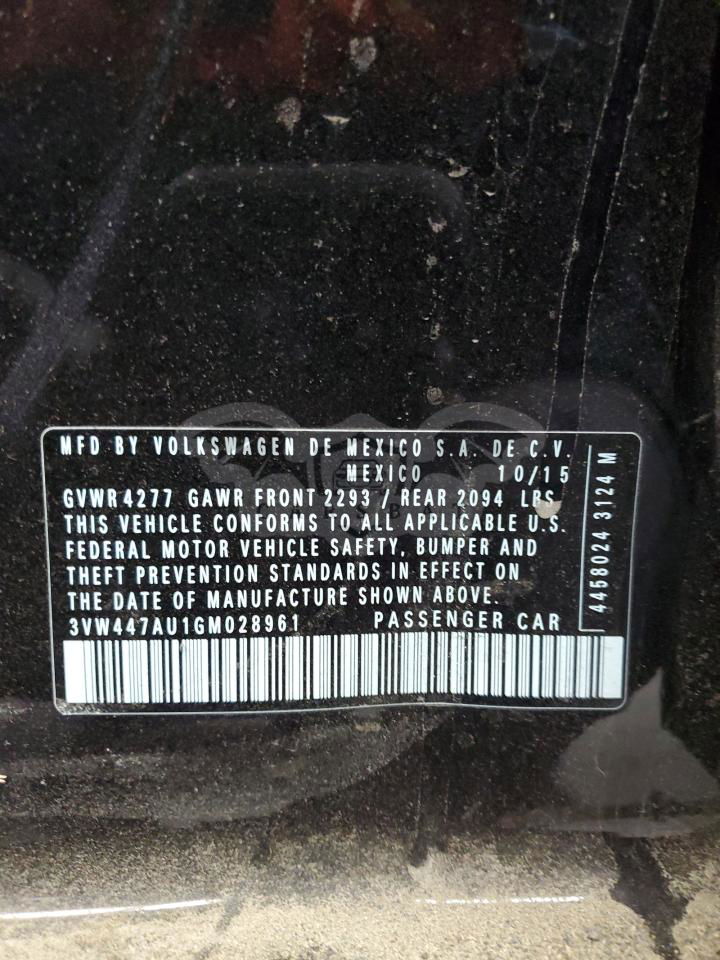 MFD BY VOLKSWAGEN DE MEXICO S.A. DE C.V.
MEXICO 10/15
GVWR 4277 GAWR FRONT 2293 / REAR 2094 LBS
THIS VEHICLE CONFORMS TO ALL APPLICABLE U.S.
FEDERAL MOTOR VEHICLE SAFETY, BUMPER AND
THEFT PREVENTION STANDARDS IN EFFECT ON
THE DATE OF MANUFACTURE SHOWN ABOVE.
3VW447AU1GM028961 PASSENGER CAR
4458024 3124 M